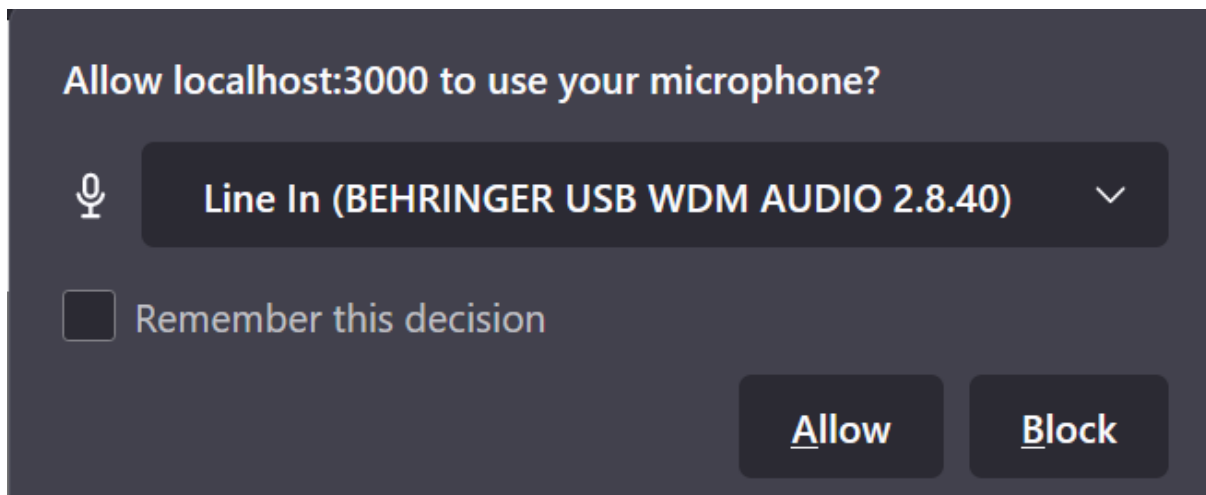 Allow localhost:3000 to use your microphone?
Line In (BEHRINGER USB WDM AUDIO 2.8.40)
Remember this decision
Allow
Block